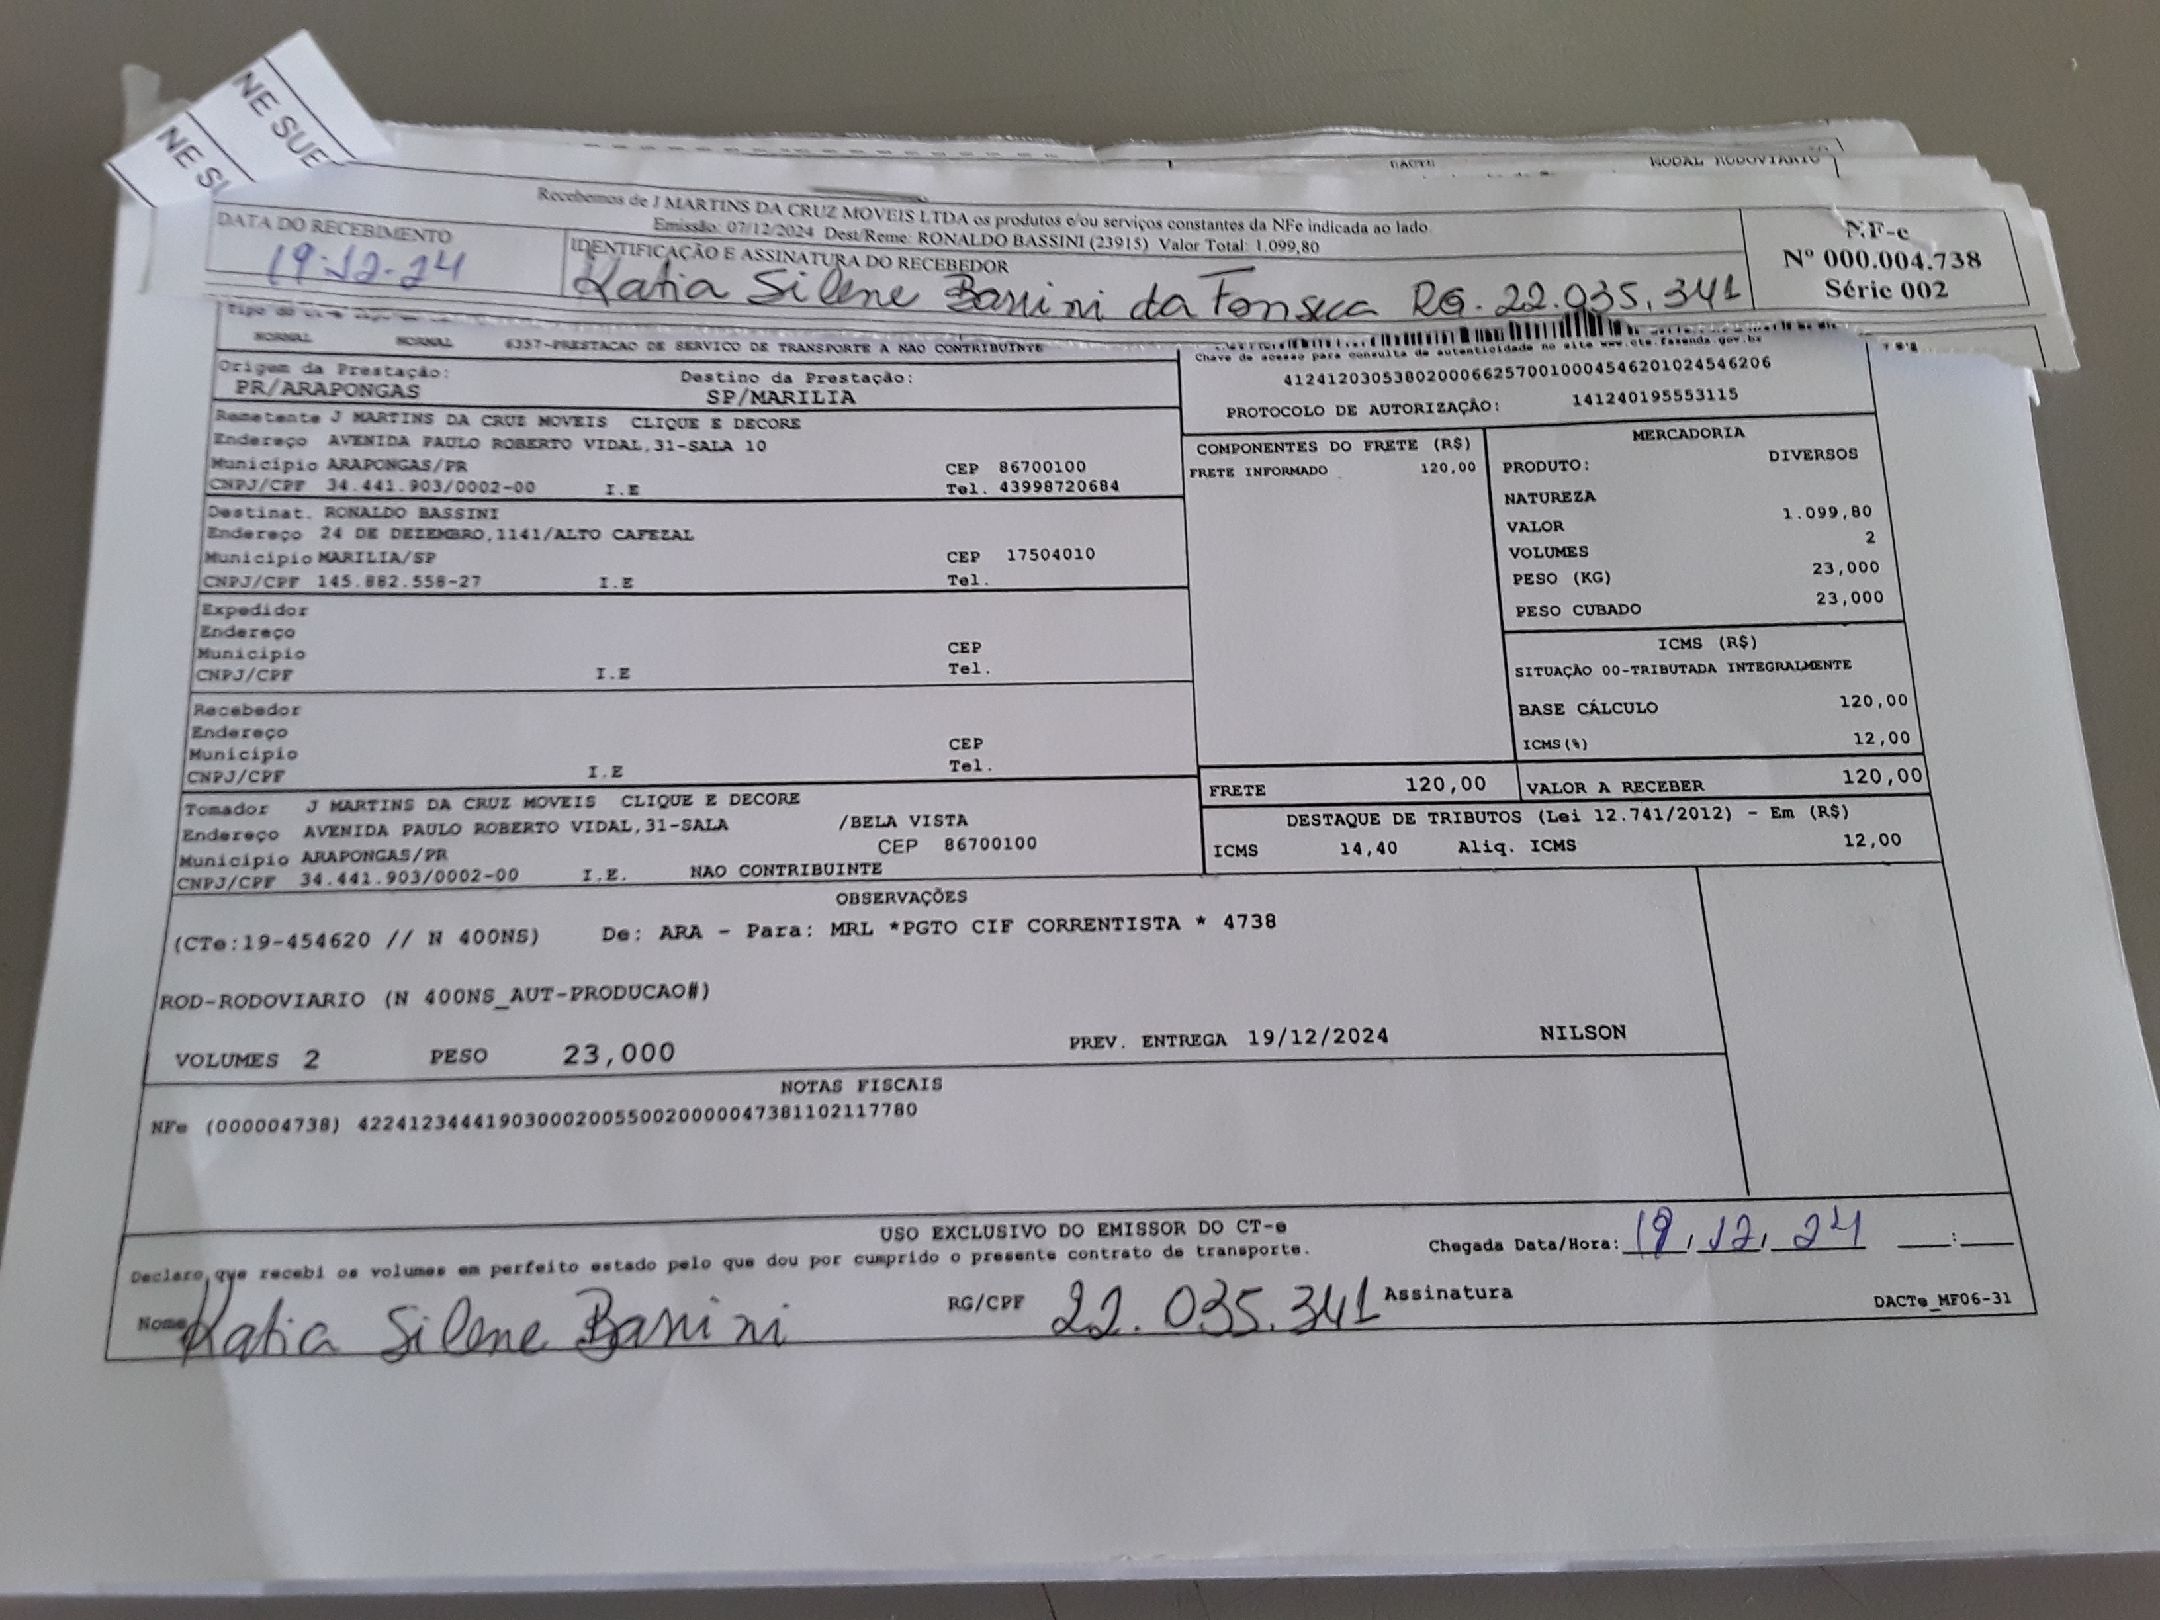 NE SUE
NE SU
DACTE
MODAL RODOVIARIO
Recebemos de J MARTINS DA CRUZ MOVEIS LTDA os produtos e/ou serviços constantes da NFe indicada ao lado.
Emissão: 07/12/2024 Dest/Reme: RONALDO BASSINI (23915) Valor Total: 1.099,80
DATA DO RECEBIMENTO
19.12.24
IDENTIFICAÇÃO E ASSINATURA DO RECEBEDOR
Katia Silene Bassini da Fonseca RG. 22.035.341
NF-e
Nº 000.004.738
Série 002
NORMAL NORMAL 6357-PRESTACAO DE SERVICO DE TRANSPORTE A NAO CONTRIBUINTE
Chave de acesso para consulta de autenticidade no site www.cte.fazenda.gov.br
41241203053802000662570010004546201024546206
PROTOCOLO DE AUTORIZAÇÃO: 141240195553115
Origem da Prestação: Destino da Prestação:
PR/ARAPONGAS SP/MARILIA
Remetente J MARTINS DA CRUZ MOVEIS CLIQUE E DECORE
Endereço AVENIDA PAULO ROBERTO VIDAL,31-SALA 10
Município ARAPONGAS/PR CEP 86700100
CNPJ/CPF 34.441.903/0002-00 I.E Tel. 43998720684
Destinat. RONALDO BASSINI
Endereço 24 DE DEZEMBRO,1141/ALTO CAFEZAL
Município MARILIA/SP CEP 17504010
CNPJ/CPF 145.882.558-27 I.E Tel.
Expedidor
Endereço
Município CEP
CNPJ/CPF I.E Tel.
Recebedor
Endereço
Município CEP
CNPJ/CPF I.E Tel.
Tomador J MARTINS DA CRUZ MOVEIS CLIQUE E DECORE
Endereço AVENIDA PAULO ROBERTO VIDAL,31-SALA /BELA VISTA
Município ARAPONGAS/PR CEP 86700100
CNPJ/CPF 34.441.903/0002-00 I.E. NAO CONTRIBUINTE
COMPONENTES DO FRETE (R$)
FRETE INFORMADO 120,00
MERCADORIA
PRODUTO: DIVERSOS
NATUREZA
VALOR 1.099,80
VOLUMES 2
PESO (KG) 23,000
PESO CUBADO 23,000
ICMS (R$)
SITUAÇÃO 00-TRIBUTADA INTEGRALMENTE
BASE CÁLCULO 120,00
ICMS(%) 12,00
FRETE 120,00 VALOR A RECEBER 120,00
DESTAQUE DE TRIBUTOS (Lei 12.741/2012) - Em (R$)
ICMS 14,40 Aliq. ICMS 12,00
OBSERVAÇÕES
(CTe:19-454620 // N 400NS) De: ARA - Para: MRL *PGTO CIF CORRENTISTA * 4738
ROD-RODOVIARIO (N 400NS_AUT-PRODUCAO#)
VOLUMES 2 PESO 23,000 PREV. ENTREGA 19/12/2024 NILSON
NOTAS FISCAIS
NFe (000004738) 42241234441903000200550020000047381102117780
USO EXCLUSIVO DO EMISSOR DO CT-e
Declaro que recebi os volumes em perfeito estado pelo que dou por cumprido o presente contrato de transporte.
Chegada Data/Hora: 19/12/24 __:__
Nome Katia Silene Bassini RG/CPF 22.035.341 Assinatura
DACTe_MF06-31